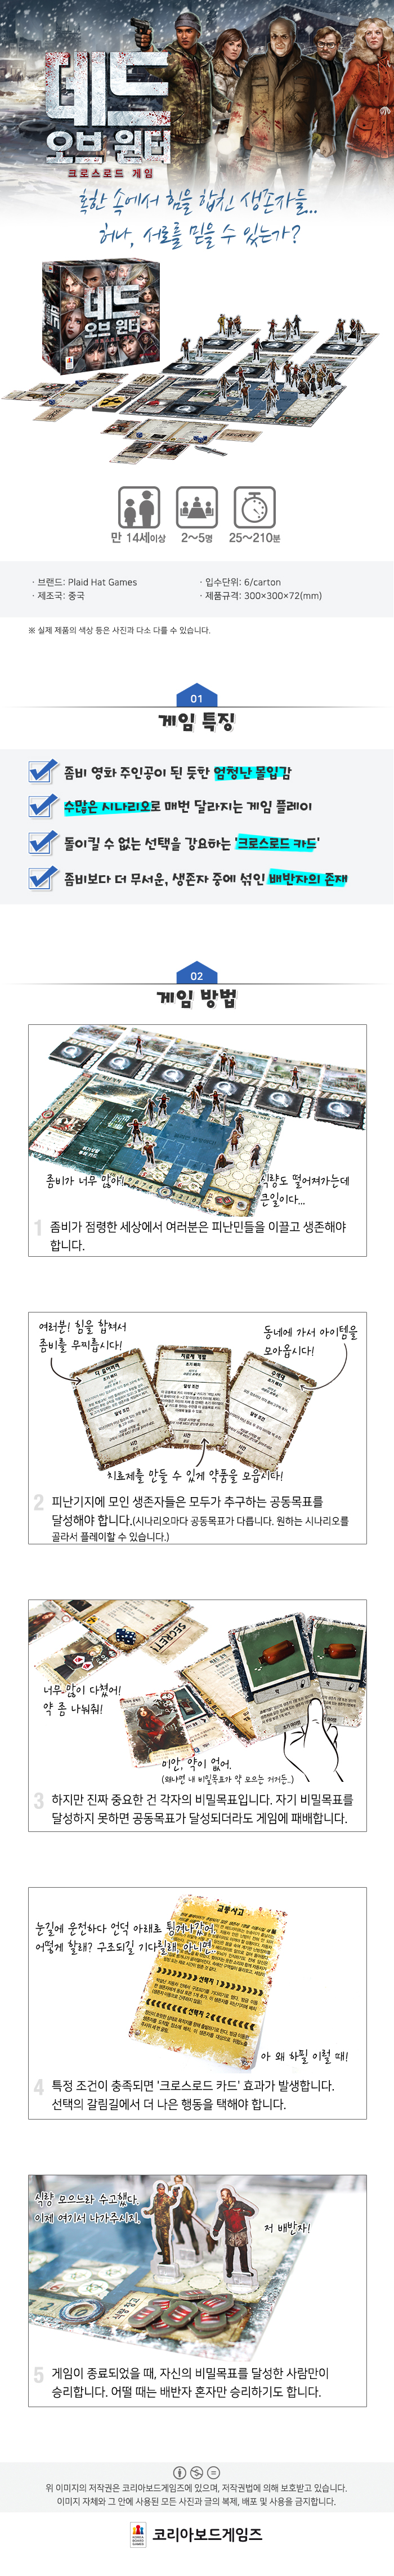 데드
오브 윈터
크로스로드 게임
혹한 속에서 힘을 합친 생존자들...
허나, 서로를 믿을 수 있는가?
데드
오브 윈터
만 14세이상
2~5명
25~210분
· 브랜드: Plaid Hat Games
· 입수단위: 6/carton
· 제조국: 중국
· 제품규격: 300×300×72(mm)
※ 실제 제품의 색상 등은 사진과 다소 다를 수 있습니다.
01
게임 특징
좀비 영화 주인공이 된 듯한 엄청난 몰입감
수많은 시나리오로 매번 달라지는 게임 플레이
돌이킬 수 없는 선택을 강요하는 '크로스로드 카드'
좀비보다 더 무서운, 생존자 중에 섞인 배반자의 존재
02
게임 방법
좀비가 너무 많아!
식량도 떨어져가는데
큰일이다...
1 좀비가 점령한 세상에서 여러분은 피난민들을 이끌고 생존해야
합니다.
여러분! 힘을 합쳐서
좀비를 무찌릅시다!
동네에 가서 아이템을
모아옵시다!
치료제를 만들 수 있게 약품을 모읍시다!
2 피난기지에 모인 생존자들은 모두가 추구하는 공동목표를
달성해야 합니다.(시나리오마다 공동목표가 다릅니다. 원하는 시나리오를
골라서 플레이할 수 있습니다.)
SECRET!
너무 많이 다쳤어!
약 좀 나눠줘!
미안, 약이 없어.
(왜냐면 내 비밀목표가 약 모으는 거거든..)
3 하지만 진짜 중요한 건 각자의 비밀목표입니다. 자기 비밀목표를
달성하지 못하면 공동목표가 달성되더라도 게임에 패배합니다.
교통사고
눈길에 운전하다 언덕 아래로 튕겨나갔어.
어떻게 할래? 구조되길 기다릴래, 아니면..
선택지 1
선택지 2
아 왜 하필 이럴 때!
4 특정 조건이 충족되면 '크로스로드 카드' 효과가 발생합니다.
선택의 갈림길에서 더 나은 행동을 택해야 합니다.
식량 모으느라 수고했다.
이제 여기서 나가주시지.
저 배반자!
5 게임이 종료되었을 때, 자신의 비밀목표를 달성한 사람만이
승리합니다. 어떨 때는 배반자 혼자만 승리하기도 합니다.
위 이미지의 저작권은 코리아보드게임즈에 있으며, 저작권법에 의해 보호받고 있습니다.
이미지 자체와 그 안에 사용된 모든 사진과 글의 복제, 배포 및 사용을 금지합니다.
KOREA
BOARD
GAMES
코리아보드게임즈